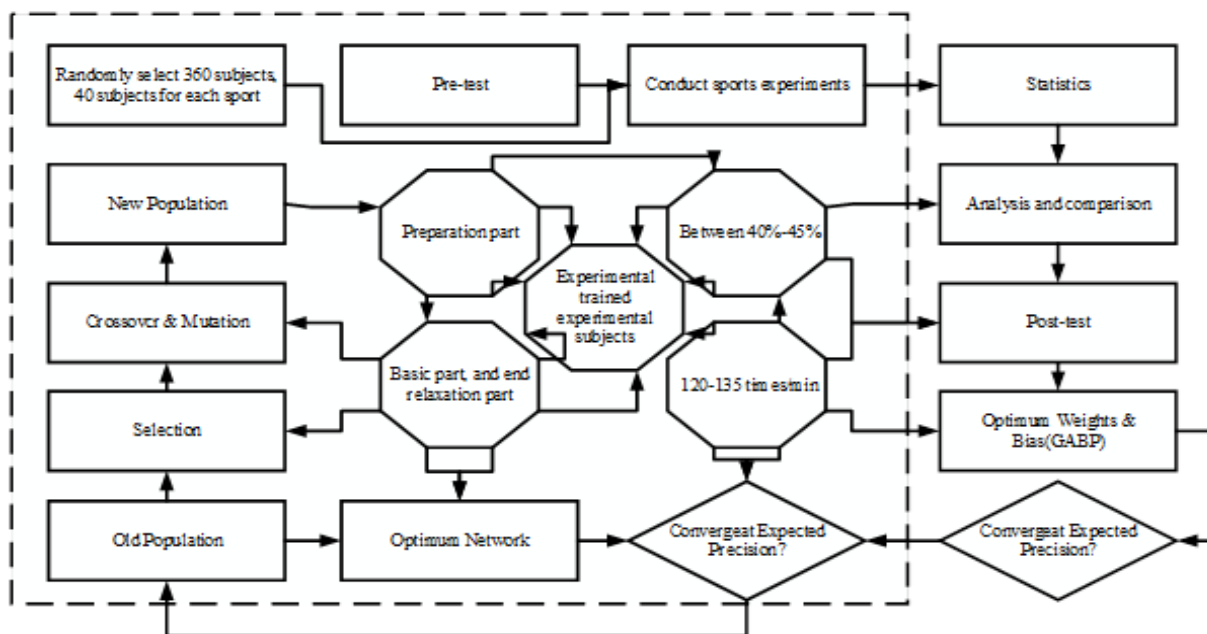 Randomly select 360 subjects,
40 subjects for each sport
Pre-test
Conduct sports experiments
Statistics
New Population
Preparation part
Between 40%-45%
Analysis and comparison
Experimental
trained
experimental
subjects
Crossover & Mutation
Post-test
Basic part, and end
relaxation part
120-135 times/min
Selection
Optimum Weights &
Bias(GABP)
Old Population
Optimum Network
Convergeat Expected
Precision?
Convergeat Expected
Precision?